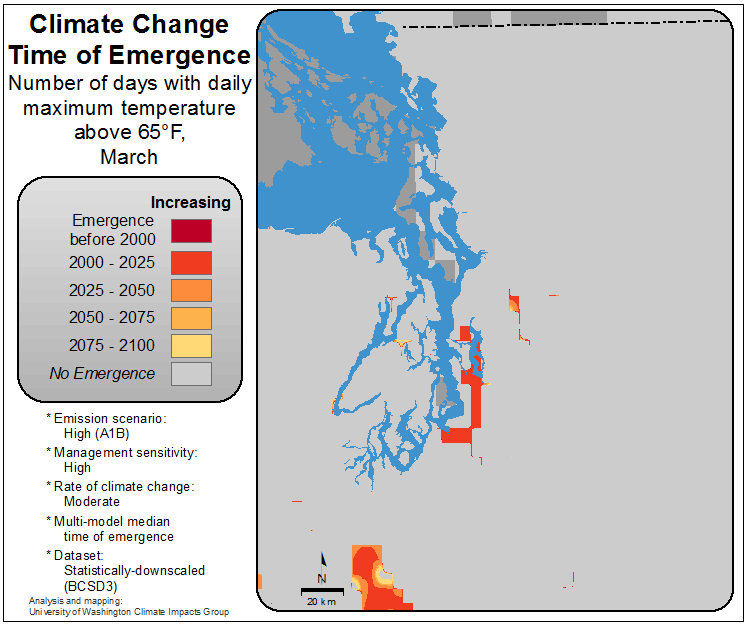 Climate Change
Time of Emergence
Number of days with daily
maximum temperature
above 65°F,
March
Increasing
Emergence
before 2000
2000 - 2025
2025 - 2050
2050 - 2075
2075 - 2100
No Emergence
* Emission scenario:
High (A1B)
* Management sensitivity:
High
* Rate of climate change:
Moderate
* Multi-model median
time of emergence
* Dataset:
Statistically-downscaled
(BCSD3)
Analysis and mapping:
University of Washington Climate Impacts Group
N
20 km